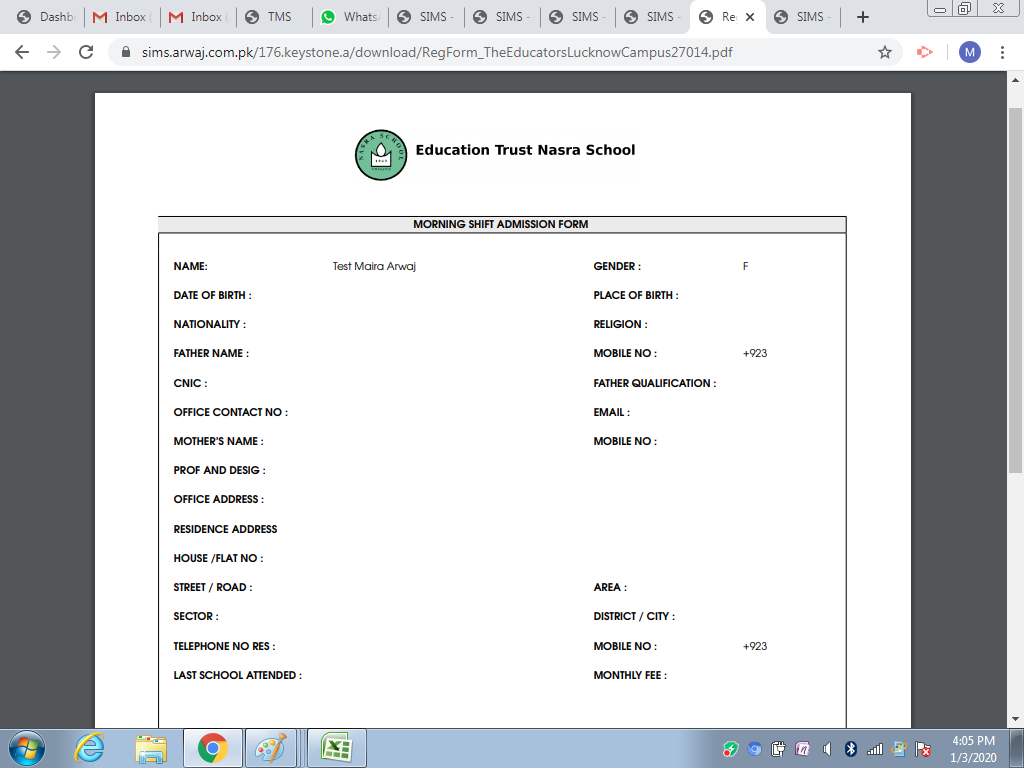 Dashb Inbox Inbox TMS Whats SIMS - SIMS - SIMS - SIMS - Re SIMS -
sims.arwaj.com.pk/176.keystone.a/download/RegForm_TheEducatorsLucknowCampus27014.pdf
M
NASRA SCHOOL
Education Trust Nasra School
MORNING SHIFT ADMISSION FORM
NAME: Test Maira Arwaj GENDER : F
DATE OF BIRTH : PLACE OF BIRTH :
NATIONALITY : RELIGION :
FATHER NAME : MOBILE NO : +923
CNIC : FATHER QUALIFICATION :
OFFICE CONTACT NO : EMAIL :
MOTHER'S NAME : MOBILE NO :
PROF AND DESIG :
OFFICE ADDRESS :
RESIDENCE ADDRESS
HOUSE /FLAT NO :
STREET / ROAD : AREA :
SECTOR : DISTRICT / CITY :
TELEPHONE NO RES : MOBILE NO : +923
LAST SCHOOL ATTENDED : MONTHLY FEE :
4:05 PM
1/3/2020